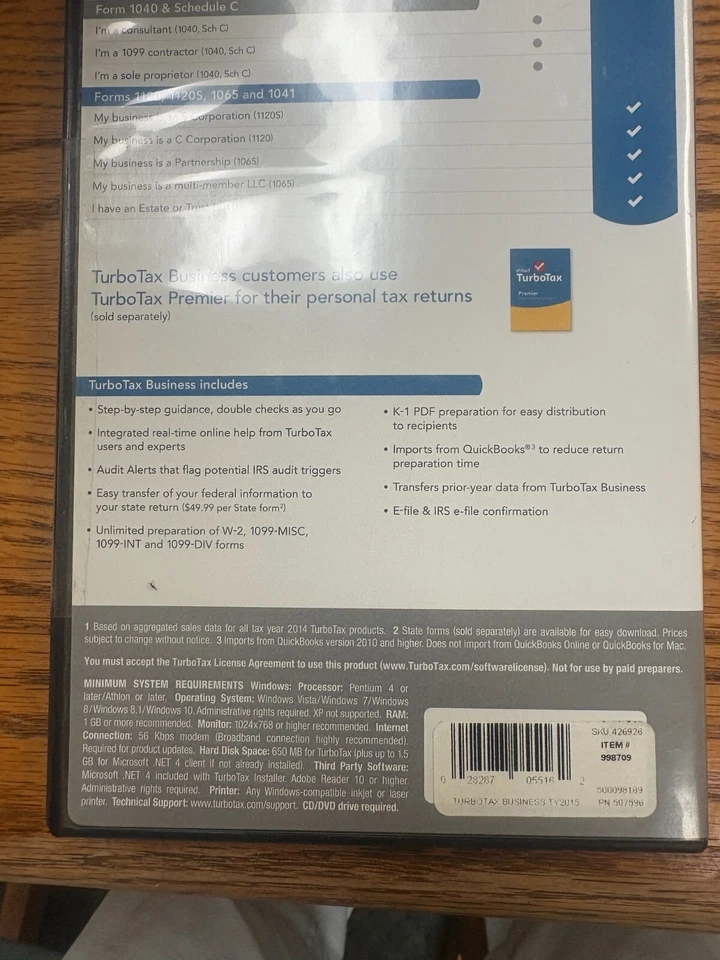 Form 1040 & Schedule C
I'm a consultant (1040, Sch C)
I'm a 1099 contractor (1040, Sch C)
I'm a sole proprietor (1040, Sch C)
Forms 1120, 1120S, 1065 and 1041
My business Corporation (1120S)
My business is a C Corporation (1120)
My business is a Partnership (1065)
My business is a multi-member LLC (1065)
I have an Estate or Trust
TurboTax Business customers also use
TurboTax Premier for their personal tax returns
(sold separately)
intuit
TurboTax
Premier
TurboTax Business includes
• Step-by-step guidance, double checks as you go
• Integrated real-time online help from TurboTax
users and experts
• Audit Alerts that flag potential IRS audit triggers
• Easy transfer of your federal information to
your state return ($49.99 per State form²)
• Unlimited preparation of W-2, 1099-MISC,
1099-INT and 1099-DIV forms
• K-1 PDF preparation for easy distribution
to recipients
• Imports from QuickBooks®³ to reduce return
preparation time
• Transfers prior-year data from TurboTax Business
• E-file & IRS e-file confirmation
1 Based on aggregated sales data for all tax year 2014 TurboTax products. 2 State forms (sold separately) are available for easy download. Prices
subject to change without notice. 3 Imports from QuickBooks version 2010 and higher. Does not import from QuickBooks Online or QuickBooks for Mac.
You must accept the TurboTax License Agreement to use this product (www.TurboTax.com/softwarelicense). Not for use by paid preparers.
MINIMUM SYSTEM REQUIREMENTS Windows: Processor: Pentium 4 or
later/Athlon or later. Operating System: Windows Vista/Windows 7/Windows
8/Windows 8.1/Windows 10. Administrative rights required. XP not supported. RAM:
1 GB or more recommended. Monitor: 1024x768 or higher recommended. Internet
Connection: 56 Kbps modem (Broadband connection highly recommended).
Required for product updates. Hard Disk Space: 650 MB for TurboTax (plus up to 1.5
GB for Microsoft .NET 4 client if not already installed). Third Party Software:
Microsoft .NET 4 included with TurboTax Installer. Adobe Reader 10 or higher.
Administrative rights required. Printer: Any Windows-compatible inkjet or laser
printer. Technical Support: www.turbotax.com/support. CD/DVD drive required.
SKU 426926
ITEM #
998709
0 28287 05516 2
500098189
TURBOTAX BUSINESS TY2015
PN 507596